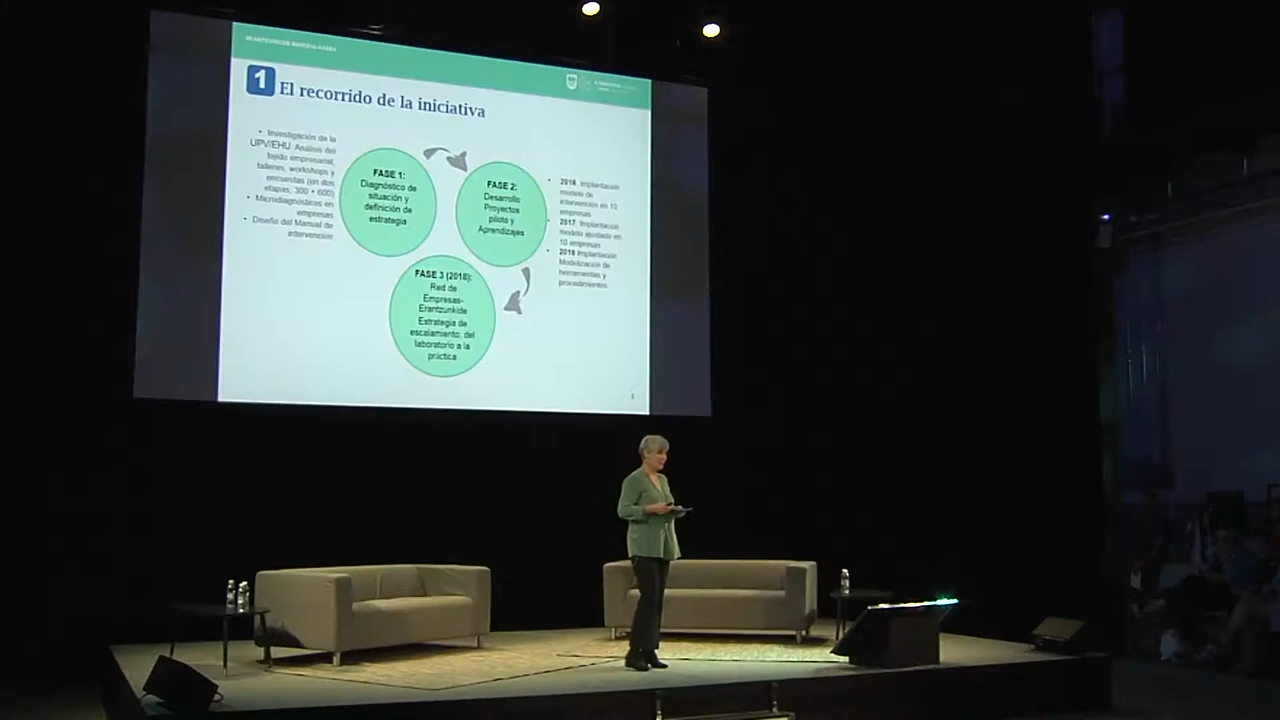 1
El recorrido de la iniciativa
• Investigación de la
UPV/EHU: Análisis del
tejido empresarial,
talleres, workshops y
encuestas (en dos
etapas, 300 + 600)
• Microdiagnósticos en
empresas
• Diseño del Manual de
intervención
FASE 1:
Diagnóstico de
situación y
definición de
estrategia
FASE 2:
Desarrollo
Proyectos
piloto y
Aprendizajes
• 2016 Implantación
modelo de
intervención en 10
empresas
• 2017: Implantación
modelo ajustado en
10 empresas
• 2018 Implantación
Modelización de
herramientas y
procedimientos.
FASE 3 (2018):
Red de
Empresas-
Erantzunkide
Estrategia de
escalamiento: del
laboratorio a la
práctica
3